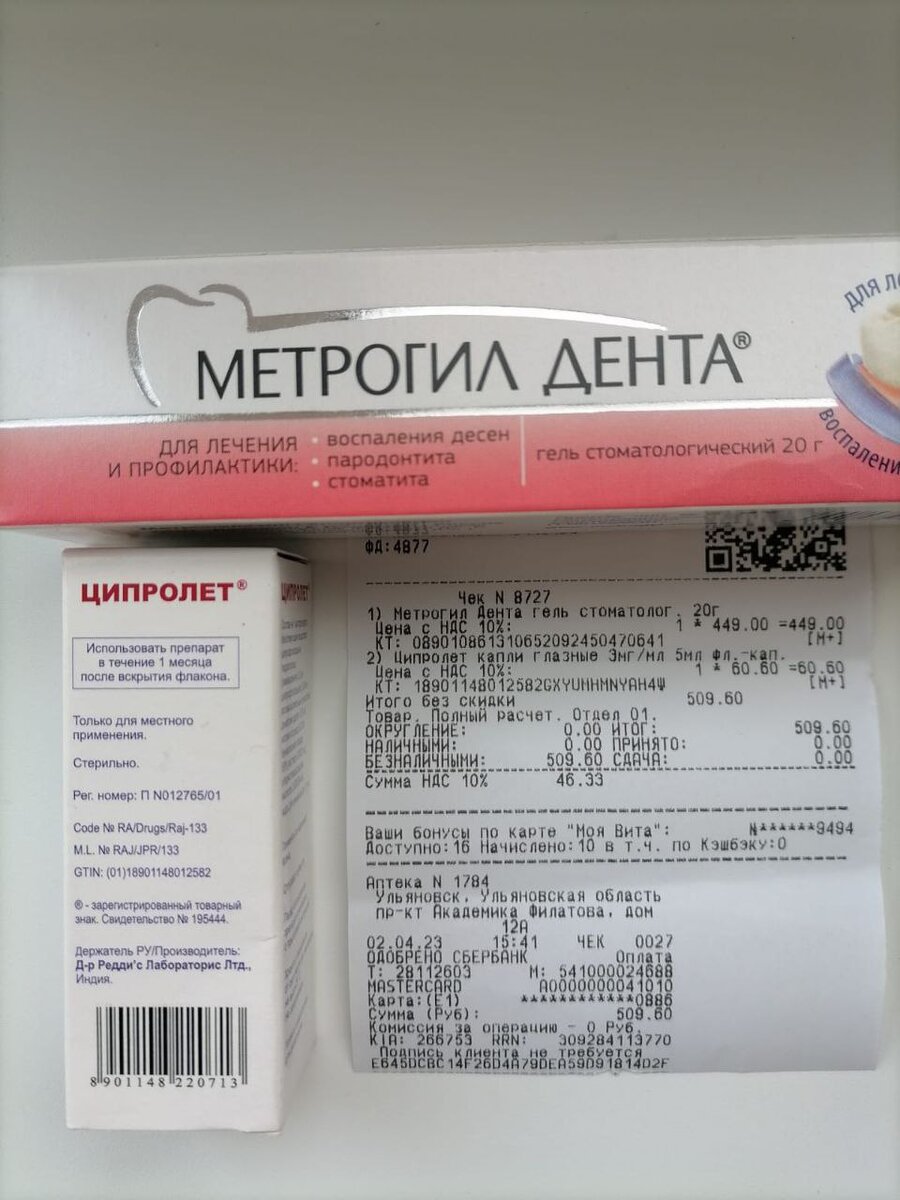 для ле
МЕТРОГИЛ ДЕНТА®
ДЛЯ ЛЕЧЕНИЯ
И ПРОФИЛАКТИКИ:
• воспаления десен
• пародонтита
• стоматита
гель стоматологический 20 г
воспалени
ЦИПРОЛЕТ®
ЦИПРОЛЕТ
Использовать препарат
в течение 1 месяца
после вскрытия флакона.
Только для местного
применения.
Стерильно.
Рег. номер: П N012765/01
Code № RA/Drugs/Raj-133
M.L. № RAJ/JPR/133
GTIN: (01)18901148012582
® - зарегистрированный товарный
знак. Свидетельство № 195444.
Держатель РУ/Производитель:
Д-р Редди'с Лабораторис Лтд.,
Индия.
8 901148 220713
ФД:4877
Чек N 8727
1) Метрогил Дента гель стоматолог. 20г
Цена с НДС 10%: 1 * 449.00 =449.00
КТ: 089010861310652092450470641 [М+]
2) Ципролет капли глазные 3мг/мл 5мл фл.-кап.
Цена с НДС 10%: 1 * 60.60 =60.60
КТ: 18901148012582GXYUMHMNYAH4Ψ [М+]
Итого без скидки 509.60
Товар. Полный расчет. Отдел 01.
ОКРУГЛЕНИЕ: 0.00 ИТОГ: 509.60
НАЛИЧНЫМИ: 0.00 ПРИНЯТО: 0.00
БЕЗНАЛИЧНЫМИ: 509.60 СДАЧА: 0.00
Сумма НДС 10% 46.33
Ваши бонусы по карте "Моя Вита": N******9494
Доступно:16 Начислено:10 в т.ч. по Кэшбэку:0
Аптека N 1784
Ульяновск, Ульяновская область
пр-кт Академика Филатова, дом
12А
02.04.23 15:41 ЧЕК 0027
ОДОБРЕНО СБЕРБАНК Оплата
Т: 28112603 М: 541000024688
MASTERCARD A0000000041010
Карта:(E1) ************0886
Сумма (Руб): 509.60
Комиссия за операцию - 0 Руб.
К/А: 266753 RRN: 309284113770
Подпись клиента не требуется
E645DCBC14F26D4A79DEA59D91814D2F